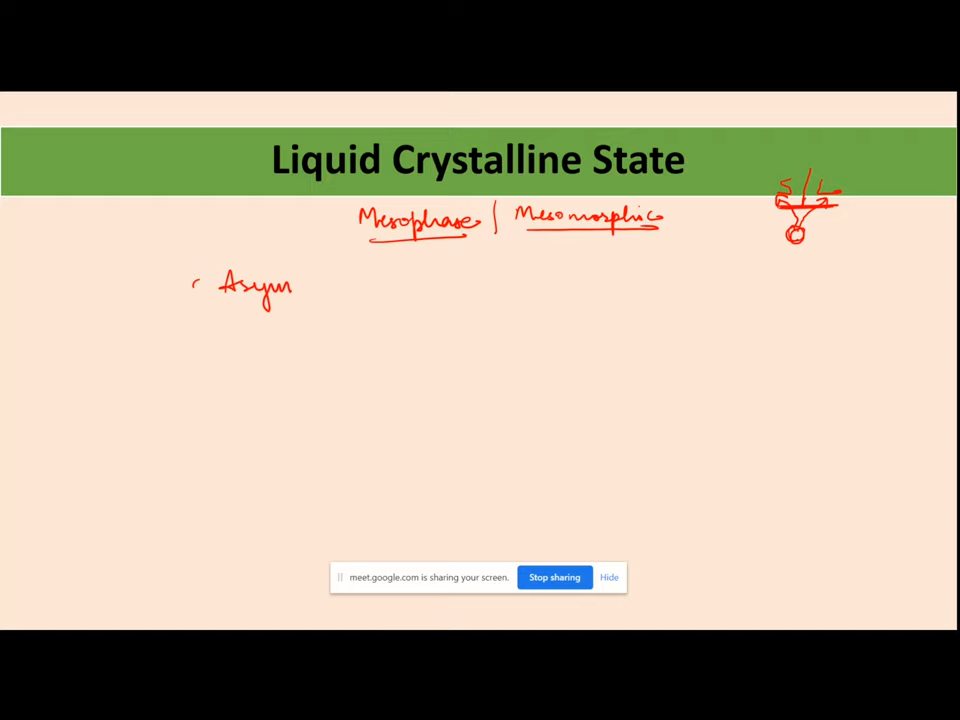 Liquid Crystalline State
S / L
Mesophase | Mesomorphic
Asym
meet.google.com is sharing your screen. Stop sharing Hide